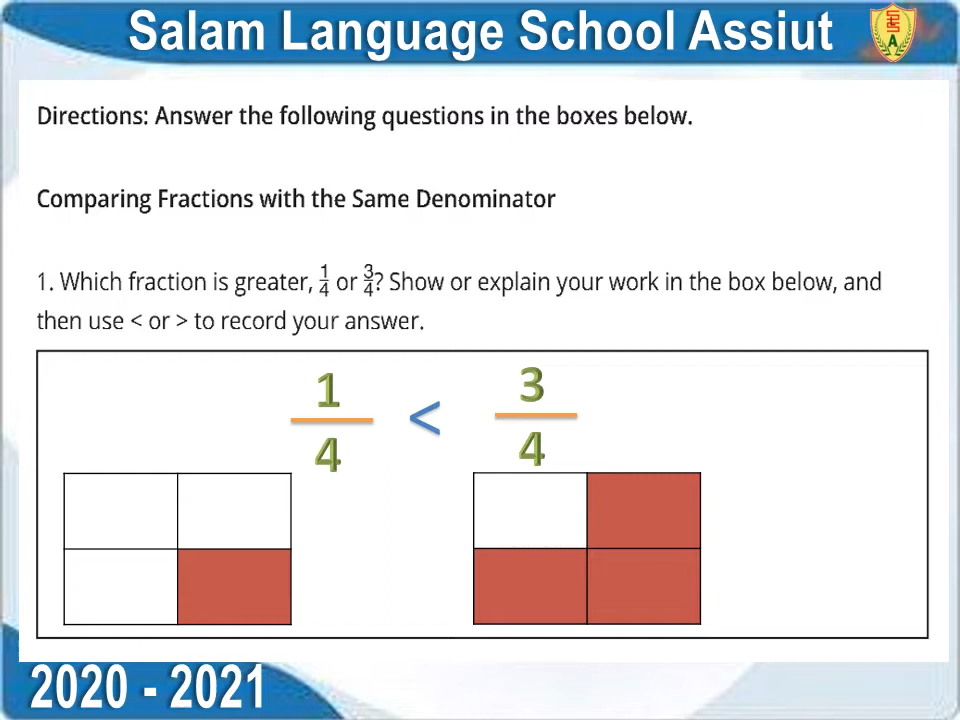 Salam Language School Assiut
Directions: Answer the following questions in the boxes below.
Comparing Fractions with the Same Denominator
1. Which fraction is greater, 1/4 or 3/4? Show or explain your work in the box below, and
then use < or > to record your answer.
1/4 < 3/4
2020 - 2021